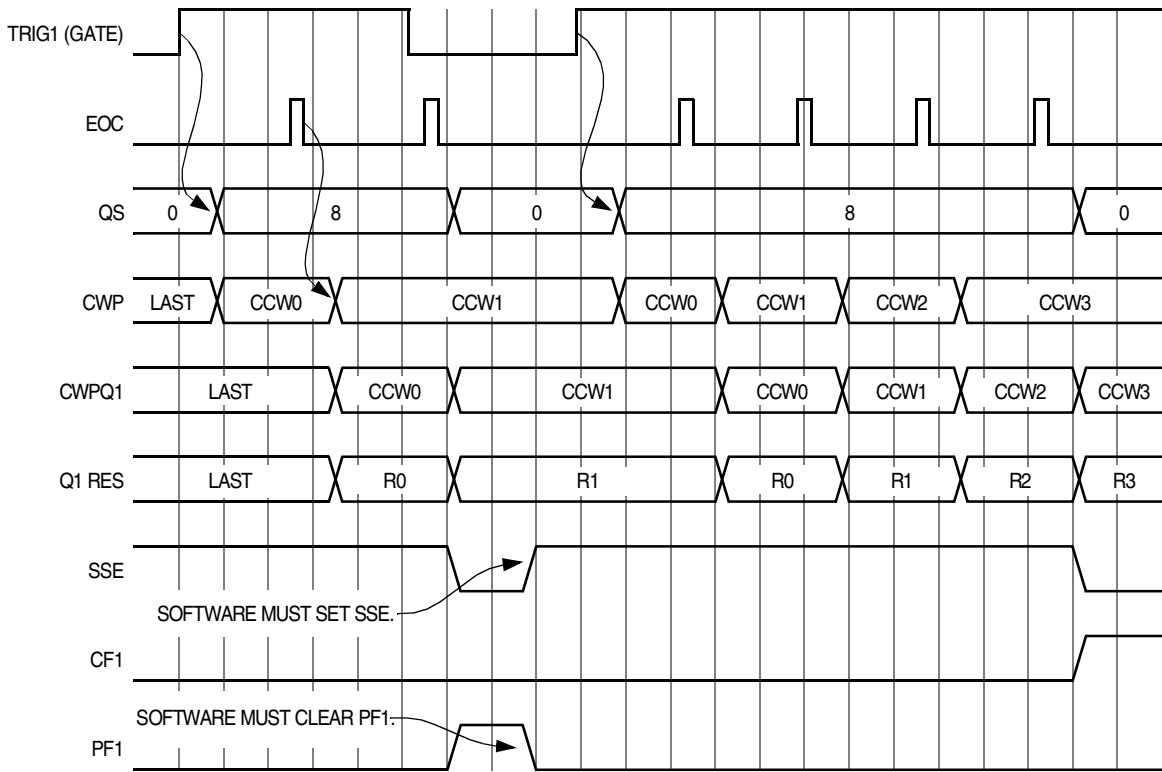 TRIG1 (GATE)
EOC
QS 0 8 0 8 0
CWP LAST CCW0 CCW1 CCW0 CCW1 CCW2 CCW3
CWPQ1 LAST CCW0 CCW1 CCW0 CCW1 CCW2 CCW3
Q1 RES LAST R0 R1 R0 R1 R2 R3
SSE
SOFTWARE MUST SET SSE.
CF1
SOFTWARE MUST CLEAR PF1.
PF1